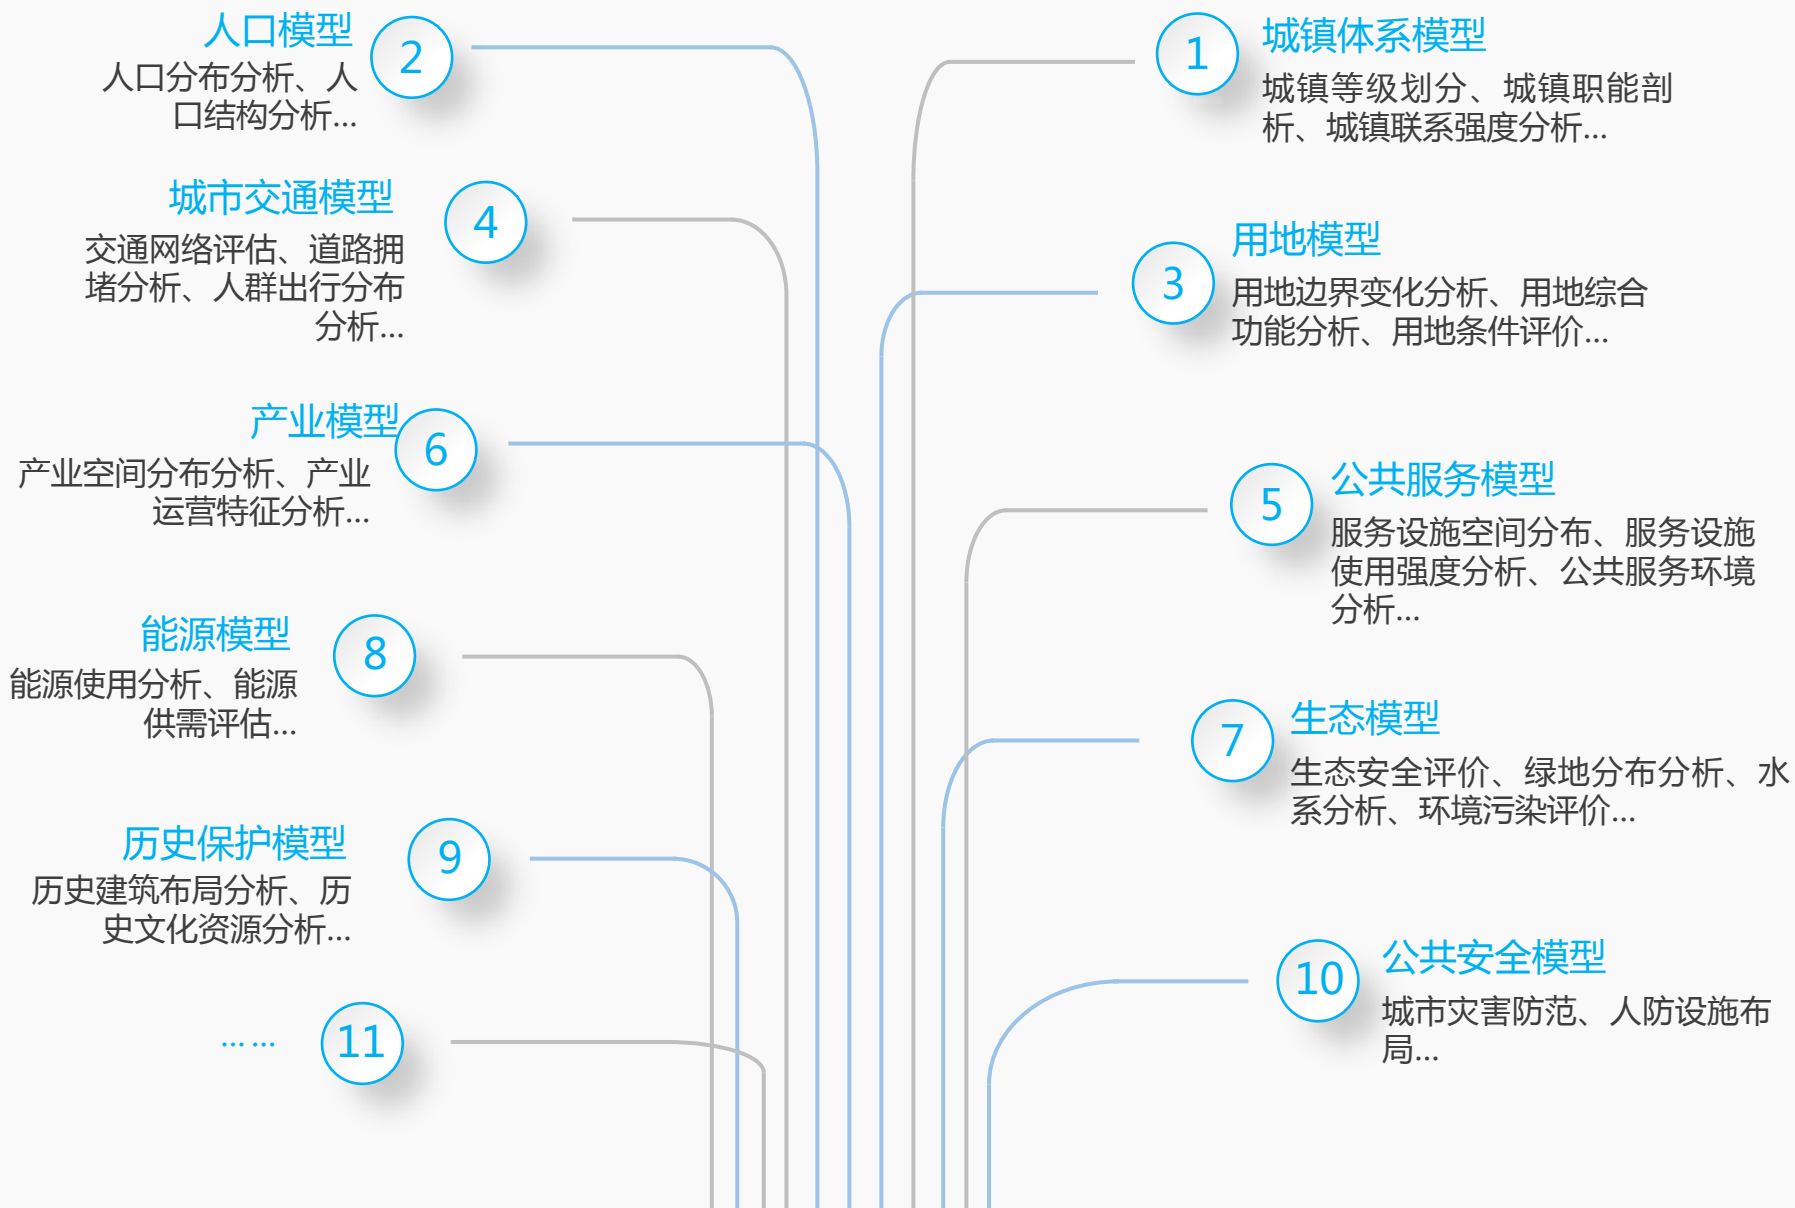 人口模型
2
人口分布分析、人
口结构分析...
1
城镇体系模型
城镇等级划分、城镇职能剖
析、城镇联系强度分析...
城市交通模型
4
交通网络评估、道路拥
堵分析、人群出行分布
分析...
用地模型
3
用地边界变化分析、用地综合
功能分析、用地条件评价...
产业模型
6
产业空间分布分析、产业
运营特征分析...
5
公共服务模型
服务设施空间分布、服务设施
使用强度分析、公共服务环境
分析...
能源模型
8
能源使用分析、能源
供需评估...
7
生态模型
生态安全评价、绿地分布分析、水
系分析、环境污染评价...
历史保护模型
9
历史建筑布局分析、历
史文化资源分析...
10
公共安全模型
城市灾害防范、人防设施布
局...
... ...
11